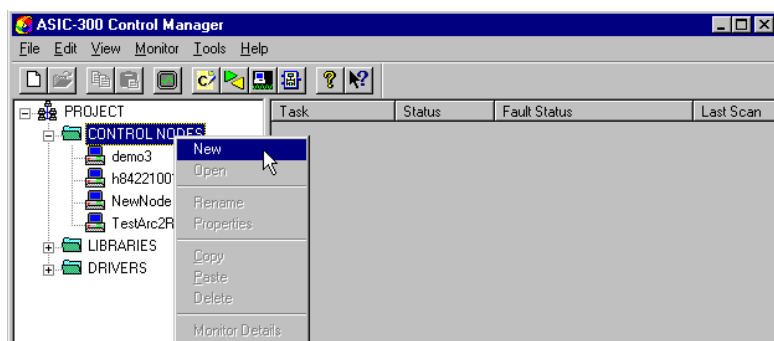 ASIC-300 Control Manager
File Edit View Monitor Tools Help
PROJECT
Task Status Fault Status Last Scan
CONTROL NODES
demo3
New
Open
NewNode
Rename
TestArc2R
Properties
LIBRARIES
Copy
DRIVERS
Paste
Delete
Monitor Details